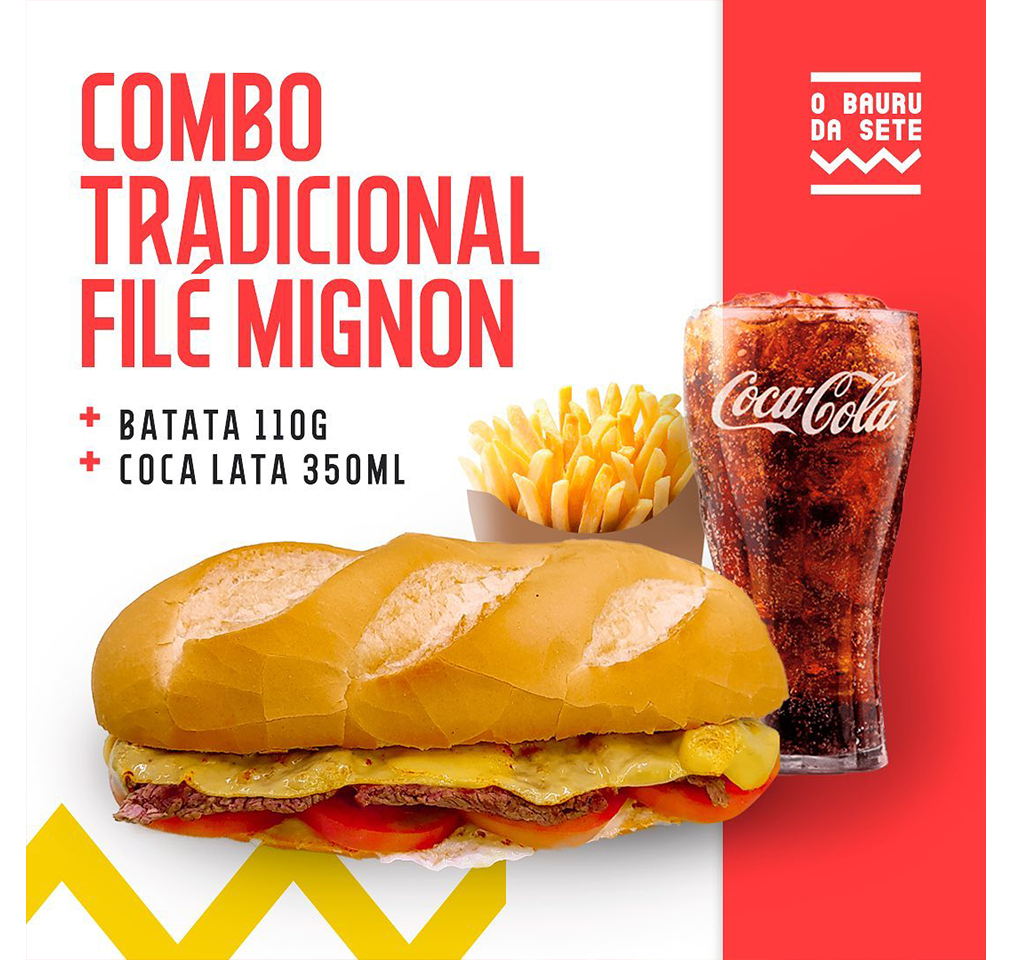 COMBO
TRADICIONAL
FILÉ MIGNON
+ BATATA 110G
+ COCA LATA 350ML
O BAURU
DA SETE
Coca-Cola